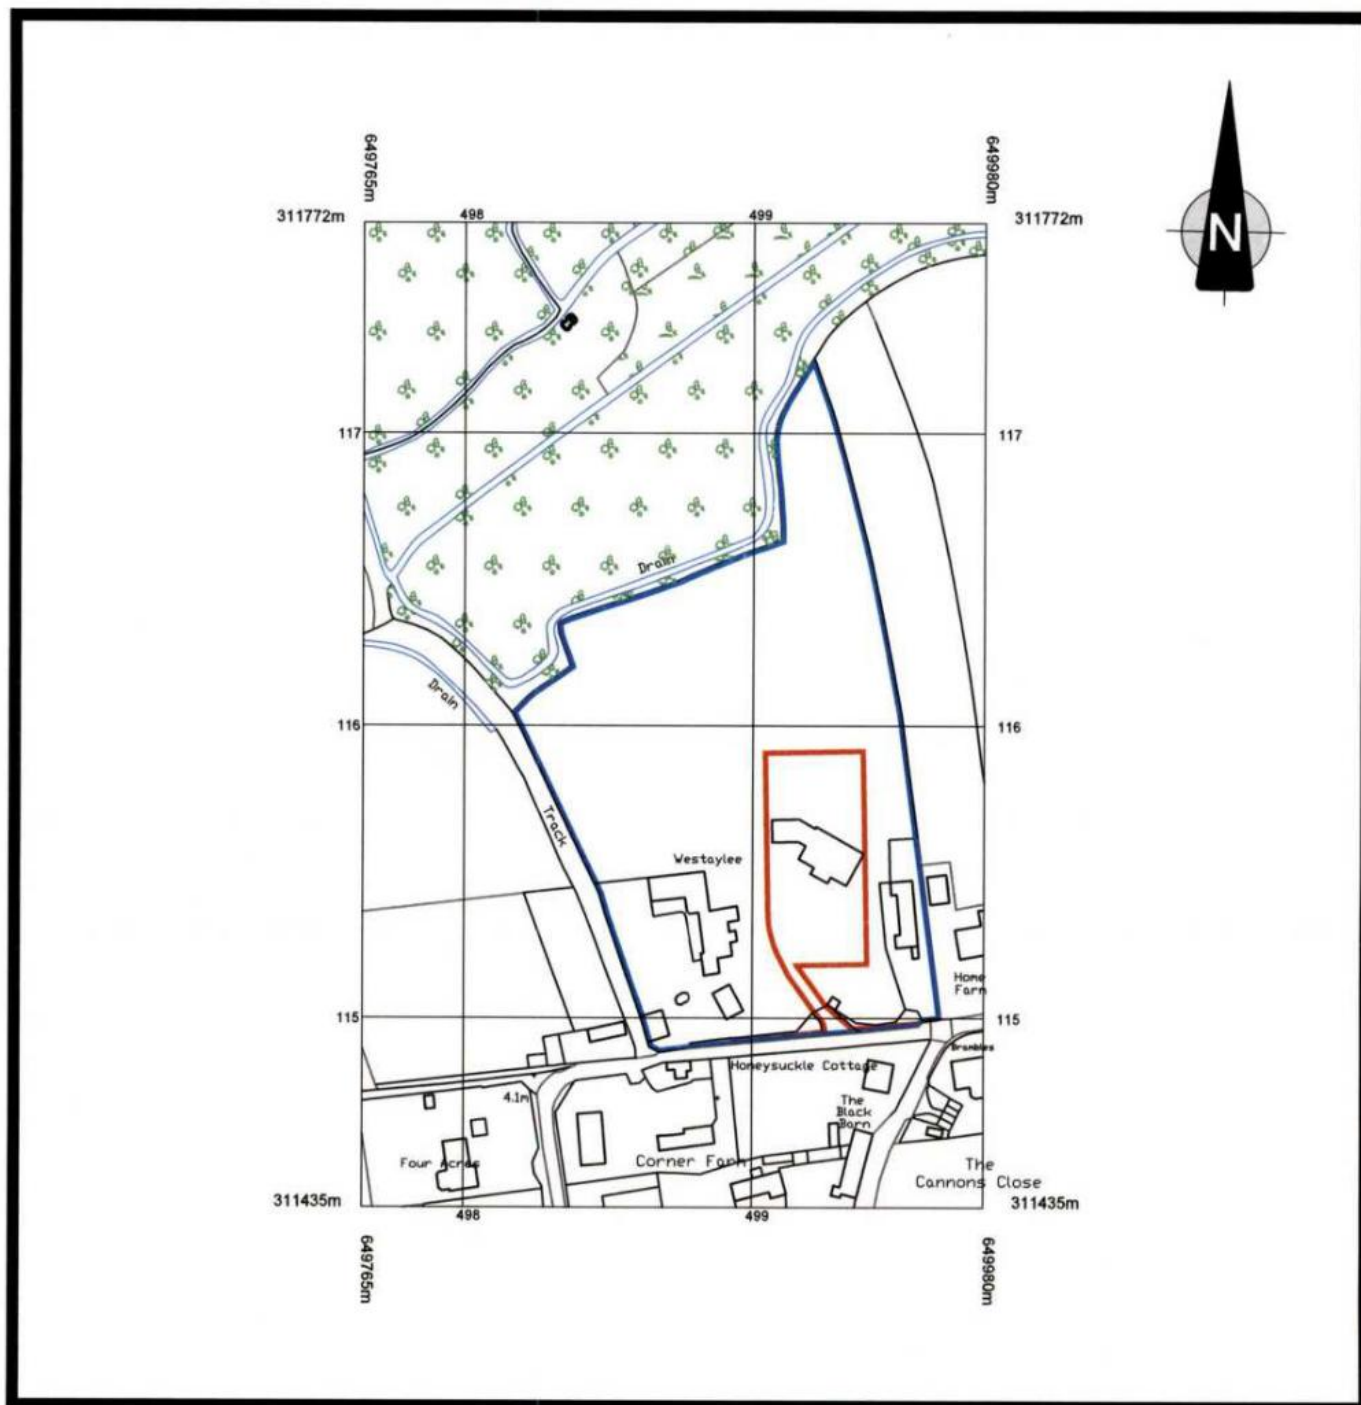 649765m
649980m
311772m
498
499
311772m
N
117
117
Drain
Drain
116
116
Track
Westaylee
Home
Farm
115
115
Brambles
Honeysuckle Cottage
4.1m
The
Black
Barn
Four Acres
Corner Farm
The
Cannons Close
311435m
498
499
311435m
649765m
649980m